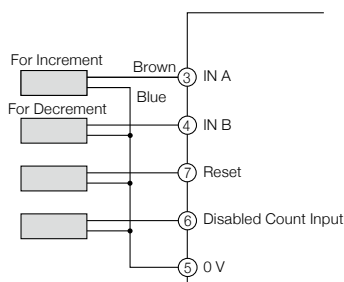 For Increment
Brown
3 IN A
Blue
For Decrement
4 IN B
7 Reset
6 Disabled Count Input
5 0 V